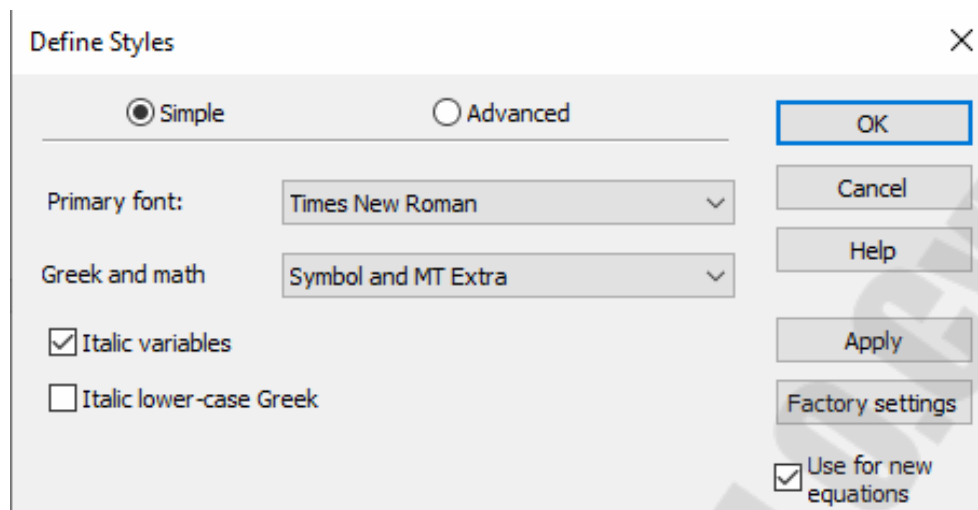 Define Styles
Simple
Advanced
OK
Primary font:
Times New Roman
Cancel
Help
Greek and math
Symbol and MT Extra
Italic variables
Apply
Italic lower-case Greek
Factory settings
Use for new
equations